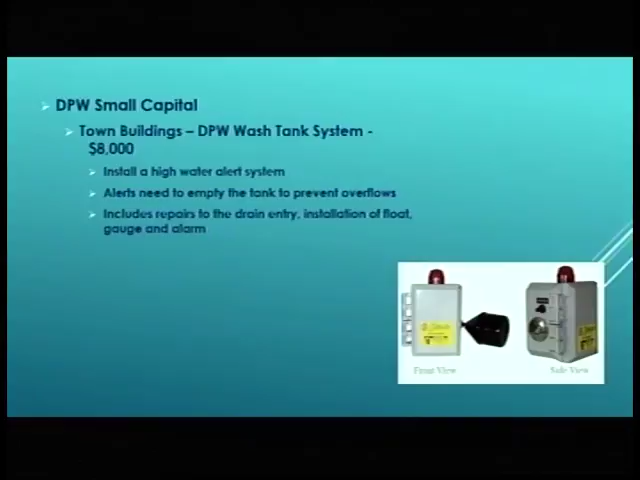 DPW Small Capital
Town Buildings – DPW Wash Tank System -
$8,000
Install a high water alert system
Alerts need to empty the tank to prevent overflows
Includes repairs to the drain entry, installation of float,
gauge and alarm
Front View
Side View